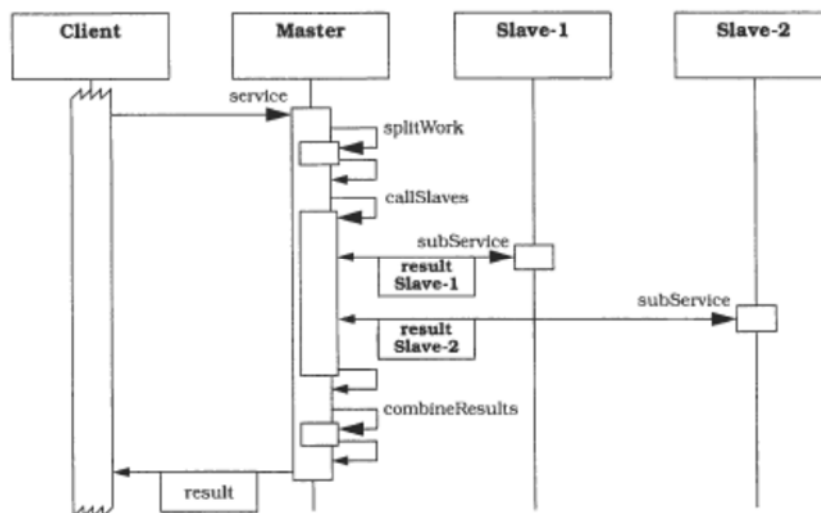 Client
Master
Slave-1
Slave-2
service
splitWork
callSlaves
subService
result
Slave-1
subService
result
Slave-2
combineResults
result